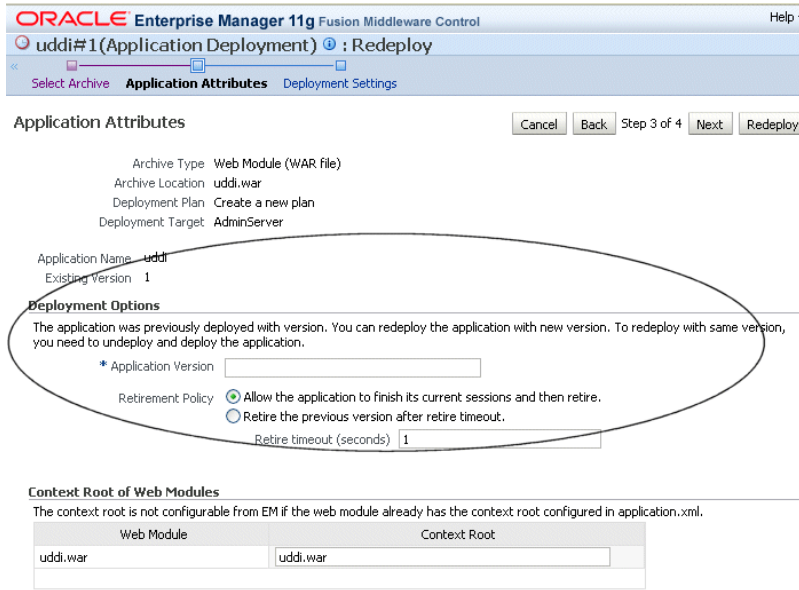 ORACLE Enterprise Manager 11g Fusion Middleware Control
Help
uddi#1(Application Deployment) : Redeploy
Select Archive Application Attributes Deployment Settings
Application Attributes
Cancel Back Step 3 of 4 Next Redeploy
Archive Type Web Module (WAR file)
Archive Location uddi.war
Deployment Plan Create a new plan
Deployment Target AdminServer
Application Name uddi
Existing Version 1
Deployment Options
The application was previously deployed with version. You can redeploy the application with new version. To redeploy with same version,
you need to undeploy and deploy the application.
* Application Version
Retirement Policy Allow the application to finish its current sessions and then retire.
Retire the previous version after retire timeout.
Retire timeout (seconds) 1
Context Root of Web Modules
The context root is not configurable from EM if the web module already has the context root configured in application.xml.
Web Module Context Root
uddi.war uddi.war